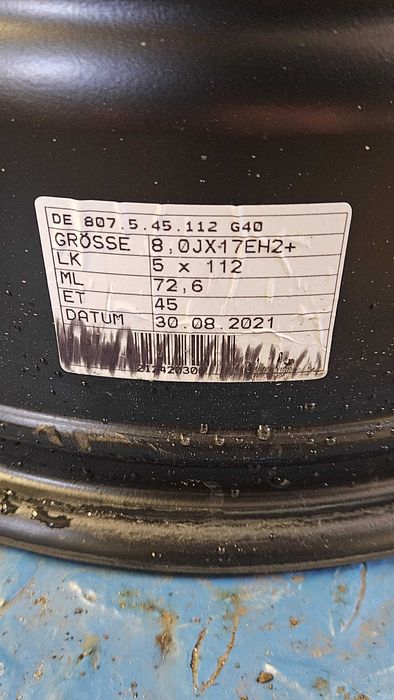 DE 807.5.45.112 G40
GRÖSSE 8,0JX17EH2+
LK 5 x 112
ML 72,6
ET 45
DATUM 30.08.2021